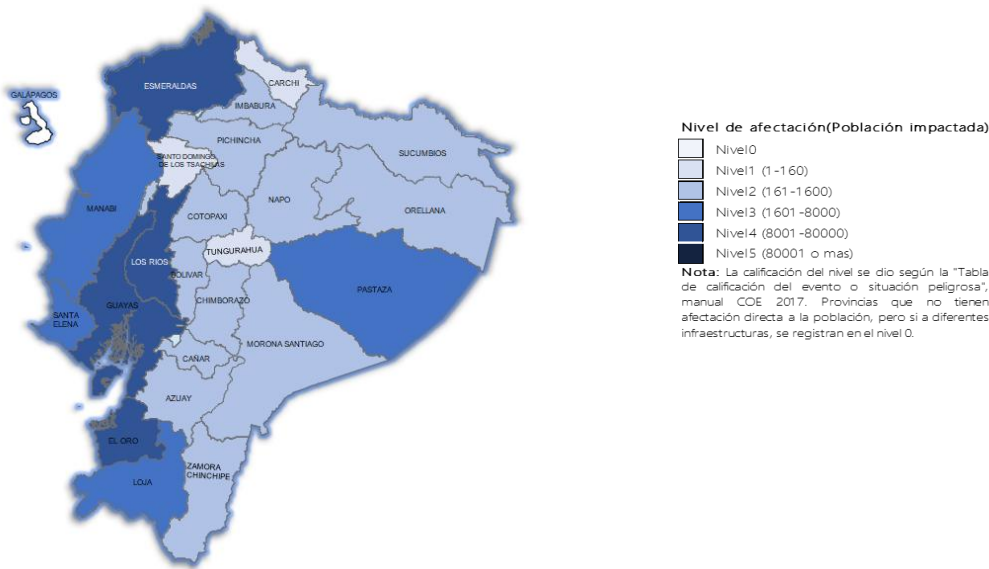 GALÁPAGOS
ESMERALDAS
CARCHI
IMBABURA
PICHINCHA
SUCUMBIOS
SANTO DOMINGO
DE LOS TSACHILAS
NAPO
ORELLANA
MANABI
COTOPAXI
TUNGURAHUA
LOS RIOS
BOLIVAR
PASTAZA
CHIMBORAZO
GUAYAS
SANTA
ELENA
MORONA SANTIAGO
CAÑAR
AZUAY
EL ORO
ZAMORA
CHINCHIPE
LOJA
Nivel de afectación(Población impactada)
Nivel0
Nivel1 (1-160)
Nivel2 (161-1600)
Nivel3 (1601-8000)
Nivel4 (8001-80000)
Nivel5 (80001 o mas)
Nota: La calificación del nivel se dio según la "Tabla
de calificación del evento o situación peligrosa",
manual COE 2017. Provincias que no tienen
afectación directa a la población, pero si a diferentes
infraestructuras, se registran en el nivel 0.